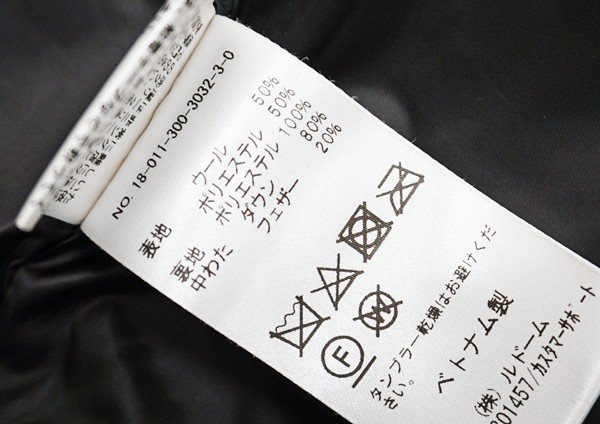 NO. 18-011-300-3032-3-0
表地 ウール 50%
ポリエステル 50%
裏地 ポリエステル 100%
中わた ダウン 80%
フェザー 20%
F
W
タンブラー乾燥はお避けくだ
さい。
ベトナム製
(株) ルドーム
301457/カスタマサポート